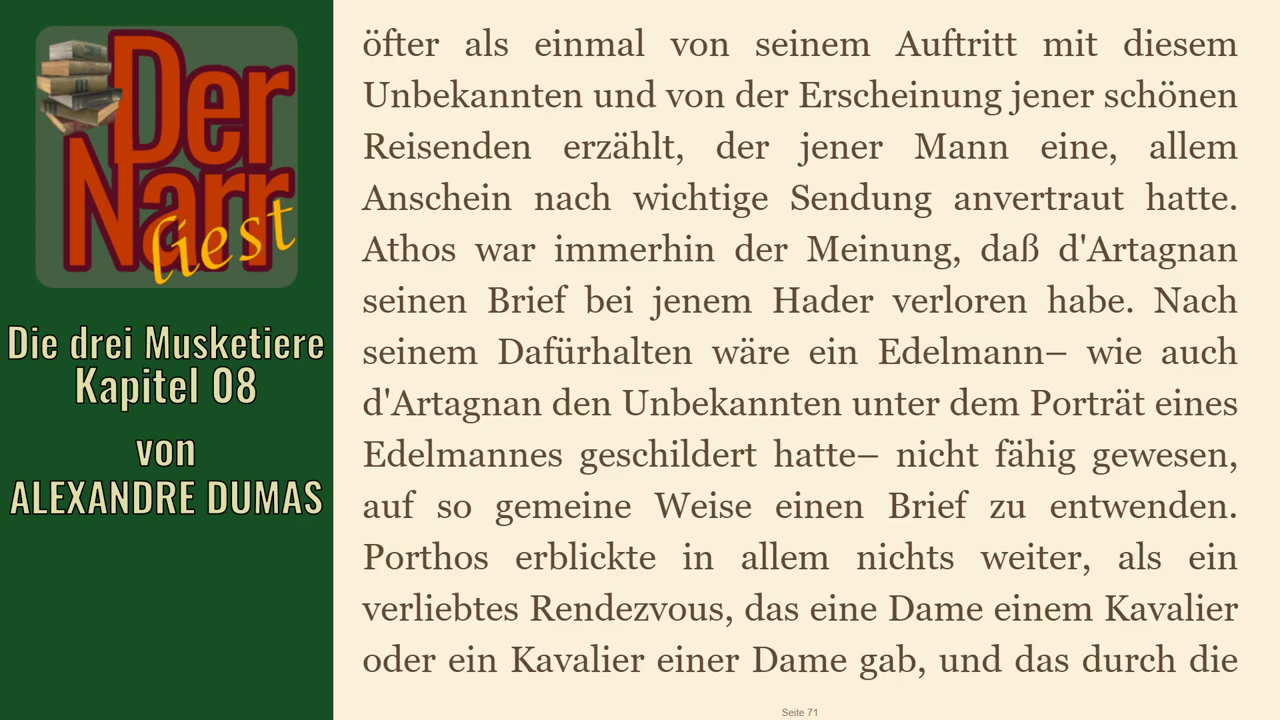 Der
Narr
liest
Die drei Musketiere
Kapitel 08
von
ALEXANDRE DUMAS
öfter als einmal von seinem Auftritt mit diesem
Unbekannten und von der Erscheinung jener schönen
Reisenden erzählt, der jener Mann eine, allem
Anschein nach wichtige Sendung anvertraut hatte.
Athos war immerhin der Meinung, daß d'Artagnan
seinen Brief bei jenem Hader verloren habe. Nach
seinem Dafürhalten wäre ein Edelmann– wie auch
d'Artagnan den Unbekannten unter dem Porträt eines
Edelmannes geschildert hatte– nicht fähig gewesen,
auf so gemeine Weise einen Brief zu entwenden.
Porthos erblickte in allem nichts weiter, als ein
verliebtes Rendezvous, das eine Dame einem Kavalier
oder ein Kavalier einer Dame gab, und das durch die
Seite 71